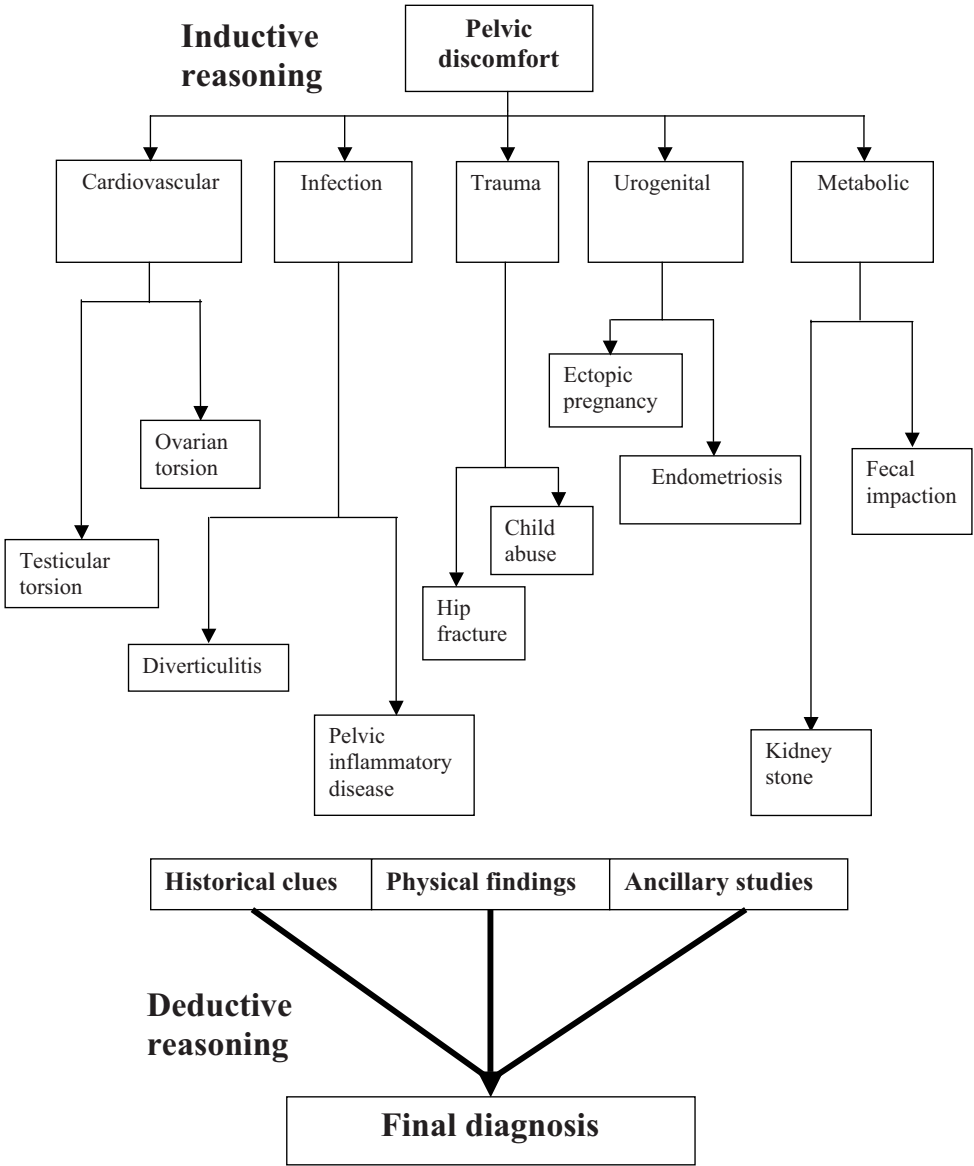 Inductive
reasoning
Pelvic
discomfort
Cardiovascular
Infection
Trauma
Urogenital
Metabolic
Ectopic
pregnancy
Ovarian
torsion
Endometriosis
Fecal
impaction
Child
abuse
Testicular
torsion
Hip
fracture
Diverticulitis
Pelvic
inflammatory
disease
Kidney
stone
Historical clues
Physical findings
Ancillary studies
Deductive
reasoning
Final diagnosis